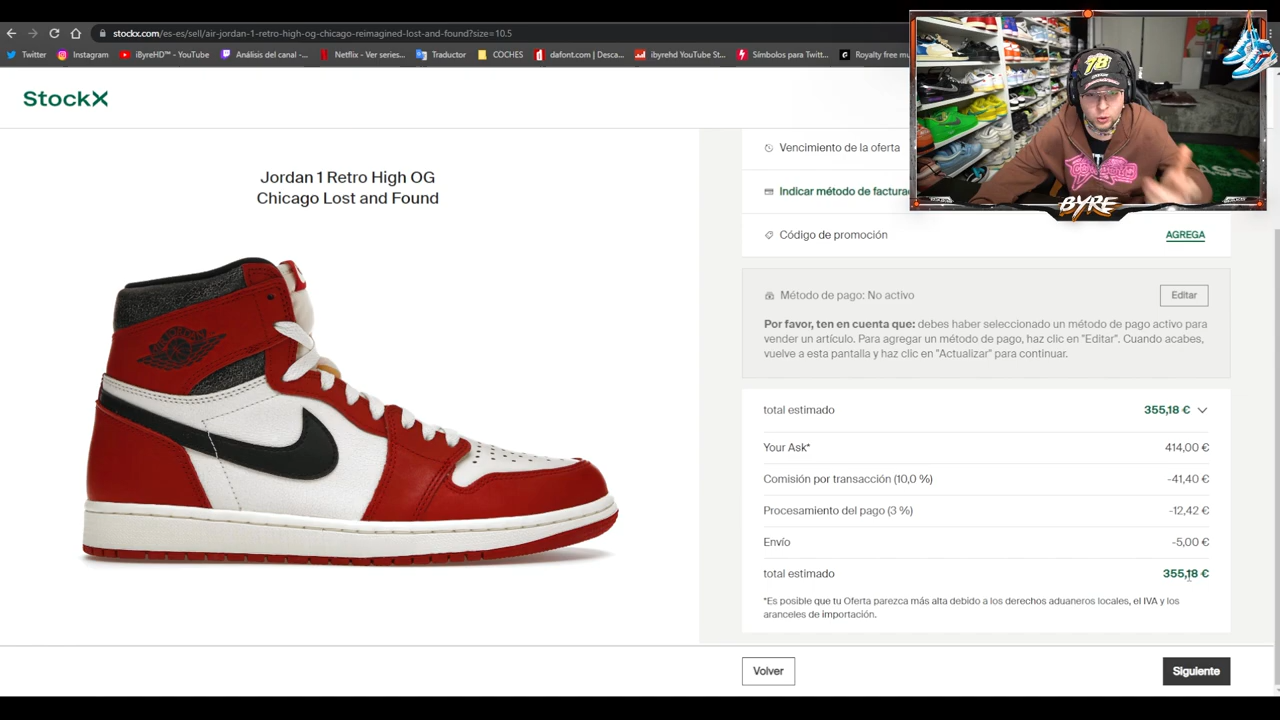 stockx.com/es-es/sell/air-jordan-1-retro-high-og-chicago-reimagined-lost-and-found?size=10.5
Twitter
Instagram
iByreHD™ - YouTube
Análisis del canal -...
Netflix - Ver series...
Traductor
COCHES
dafont.com | Desca...
ibyrehd YouTube St...
Símbolos para Twitt...
Royalty free mu
StockX
Jordan 1 Retro High OG
Chicago Lost and Found
Vencimiento de la oferta
Indicar método de factura
Código de promoción
AGREGA
Método de pago: No activo
Editar
Por favor, ten en cuenta que: debes haber seleccionado un método de pago activo para
vender un artículo. Para agregar un método de pago, haz clic en "Editar". Cuando acabes,
vuelve a esta pantalla y haz clic en "Actualizar" para continuar.
total estimado 355,18 €
Your Ask* 414,00 €
Comisión por transacción (10,0 %) -41,40 €
Procesamiento del pago (3 %) -12,42 €
Envío -5,00 €
total estimado 355,18 €
*Es posible que tu Oferta parezca más alta debido a los derechos aduaneros locales, el IVA y los
aranceles de importación.
Volver
Siguiente
78
BYRE